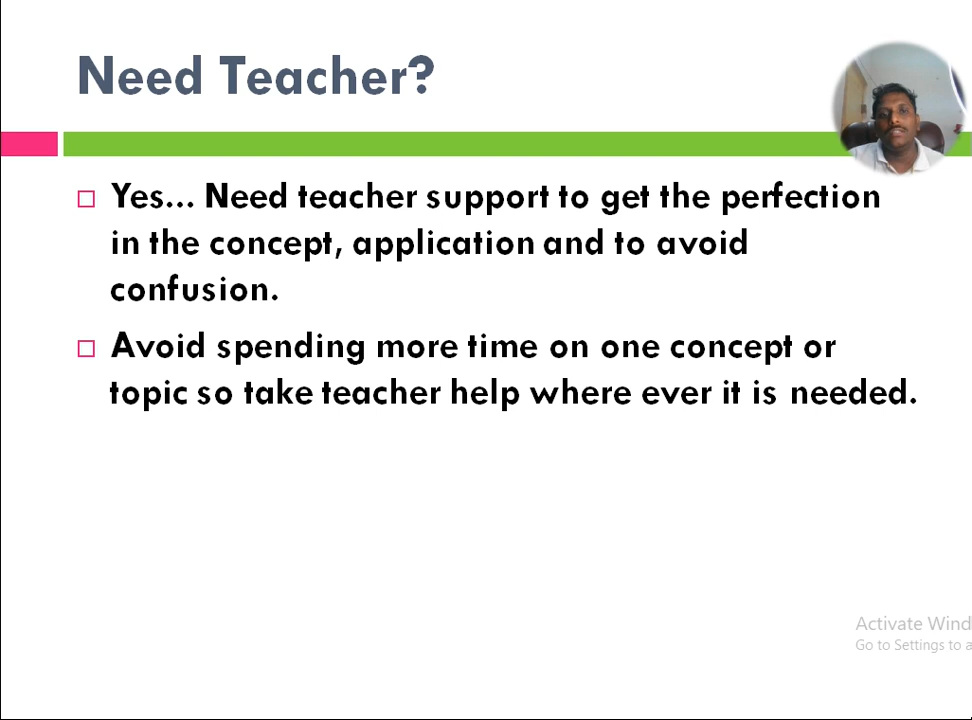 Need Teacher?
Yes... Need teacher support to get the perfection
in the concept, application and to avoid
confusion.
Avoid spending more time on one concept or
topic so take teacher help where ever it is needed.
Activate Wind
Go to Settings to a